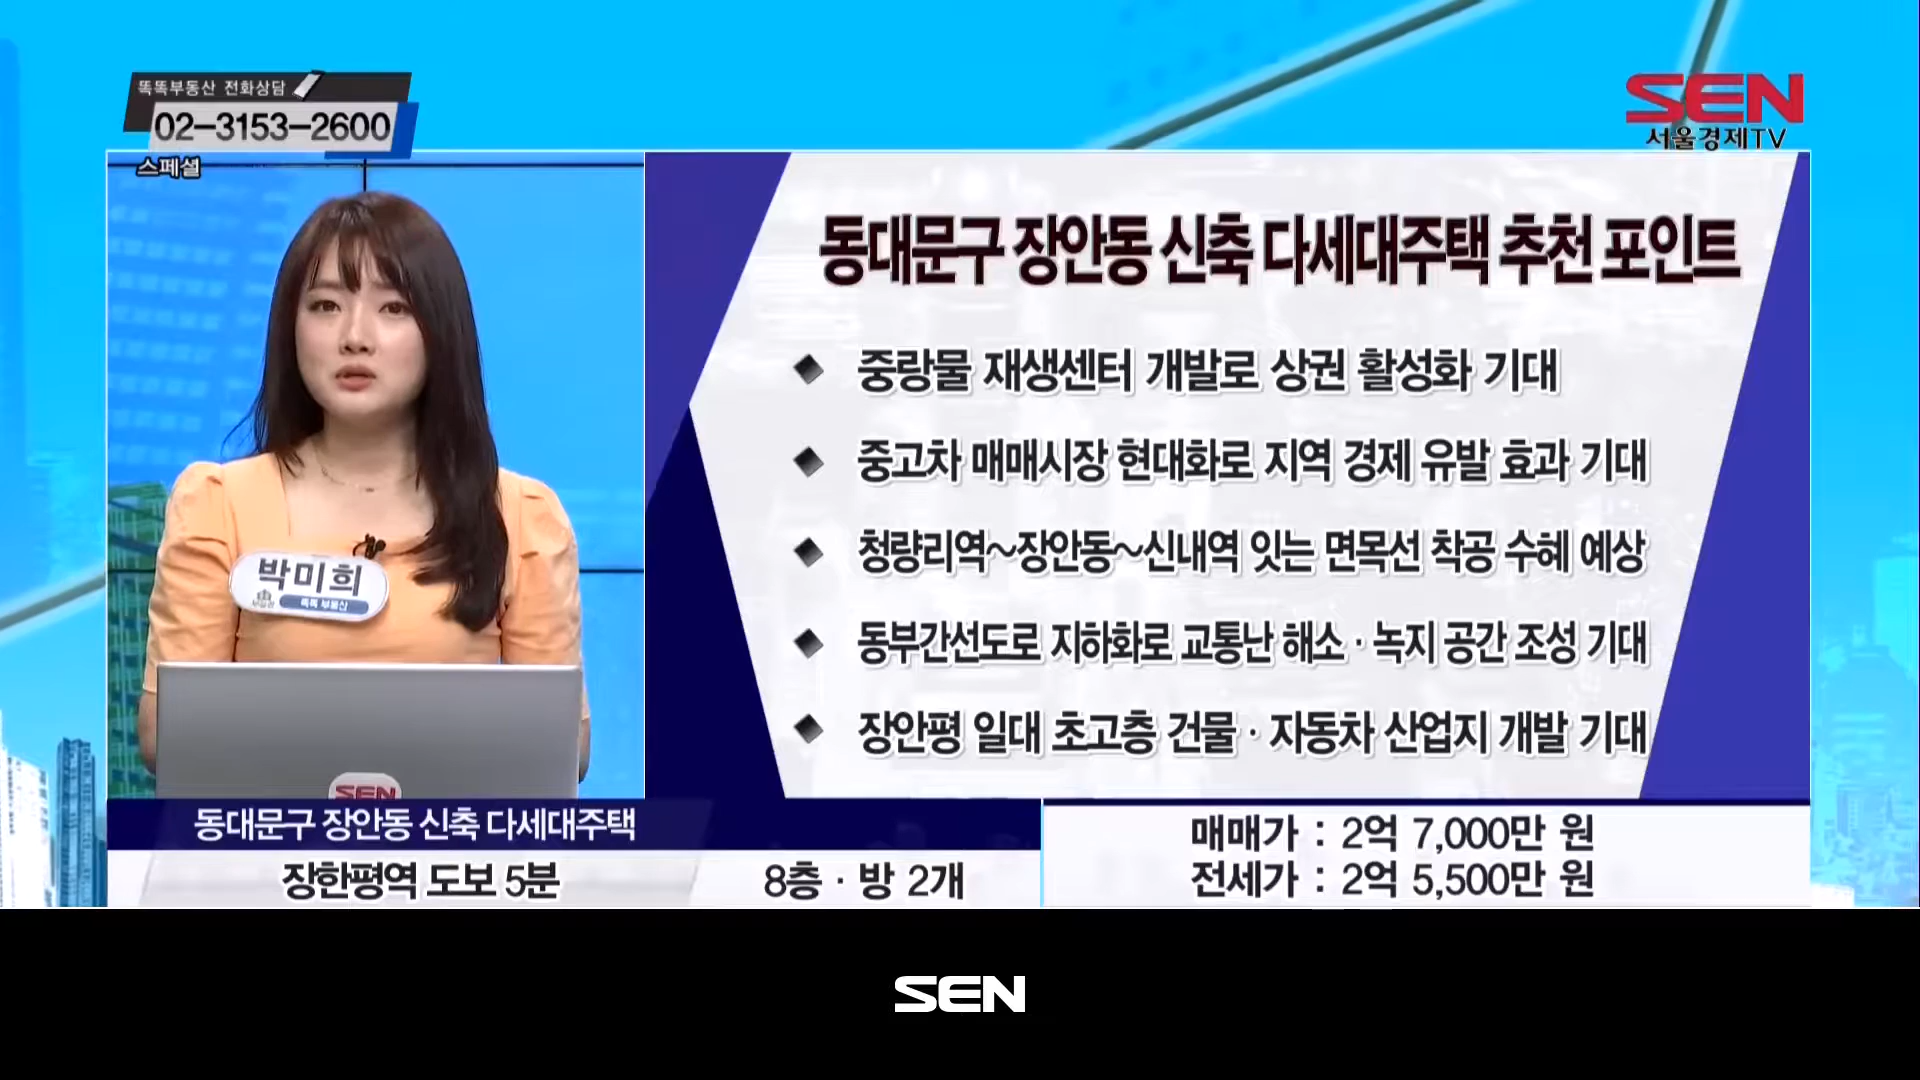 똑똑부동산 전화상담
02-3153-2600
스페셜
SEN
서울경제TV
동대문구 장안동 신축 다세대주택 추천 포인트
중랑물 재생센터 개발로 상권 활성화 기대
중고차 매매시장 현대화로 지역 경제 유발 효과 기대
청량리역~장안동~신내역 잇는 면목선 착공 수혜 예상
동부간선도로 지하화로 교통난 해소 · 녹지 공간 조성 기대
장안평 일대 초고층 건물 · 자동차 산업지 개발 기대
박미희
똑똑 부동산
SEN
동대문구 장안동 신축 다세대주택
장한평역 도보 5분
8층 · 방 2개
매매가 : 2억 7,000만 원
전세가 : 2억 5,500만 원
SEN